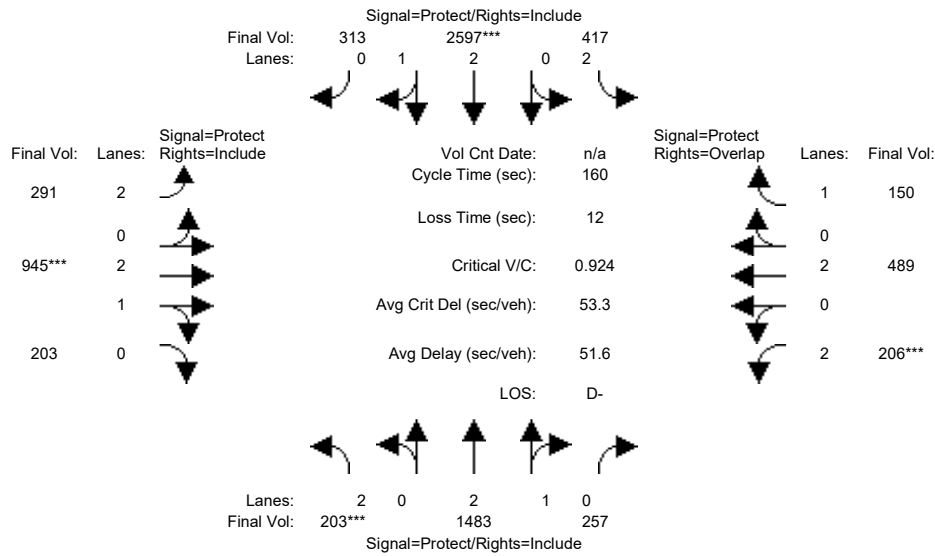 Signal=Protect/Rights=Include
Final Vol: 313 2597*** 417
Lanes: 0 1 2 0 2
Signal=Protect Signal=Protect
Final Vol: Lanes: Rights=Include Vol Cnt Date: n/a Rights=Overlap Lanes: Final Vol:
Cycle Time (sec): 160
291 2 1 150
Loss Time (sec): 12
0 0
945*** 2 Critical V/C: 0.924 2 489
1 Avg Crit Del (sec/veh): 53.3 0
203 0 Avg Delay (sec/veh): 51.6 2 206***
LOS: D-
Lanes: 2 0 2 1 0
Final Vol: 203*** 1483 257
Signal=Protect/Rights=Include